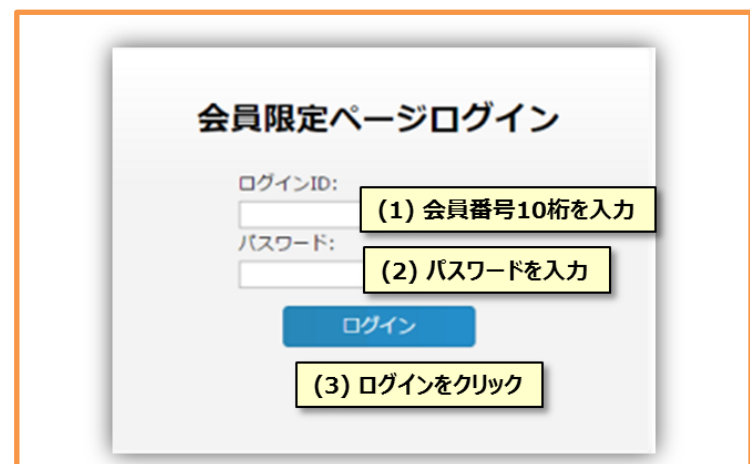 会員限定ページログイン
ログインID:
(1) 会員番号10桁を入力
パスワード:
(2) パスワードを入力
ログイン
(3) ログインをクリック